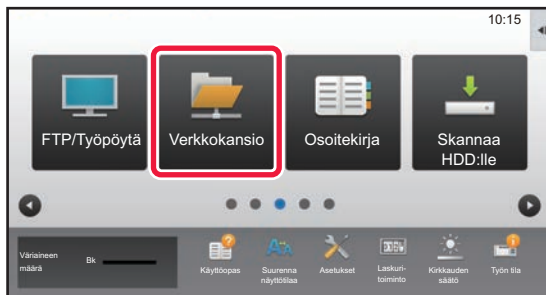 10:15
FTP/Työpöytä
Verkkokansio
Osoitekirja
Skannaa
HDD:lle
Väriaineen
määrä
Bk
Käyttöopas
Suurenna
näyttötilaa
Asetukset
Laskuri-
toiminto
Kirkkauden
säätö
Työn tila